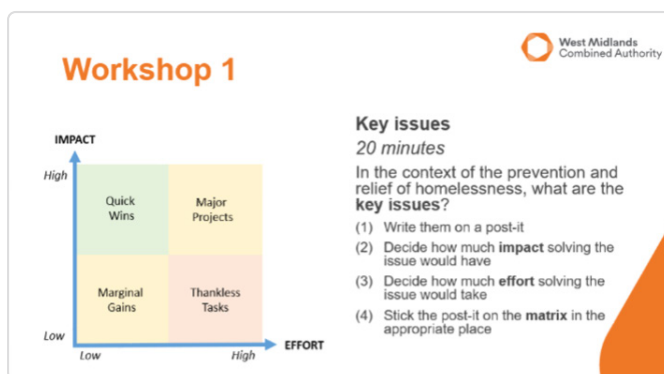 West Midlands
Combined Authority
Workshop 1
IMPACT
High
Quick
Wins
Major
Projects
Marginal
Gains
Thankless
Tasks
Low
Low
High
EFFORT
Key issues
20 minutes
In the context of the prevention and
relief of homelessness, what are the
key issues?
(1) Write them on a post-it
(2) Decide how much impact solving the
issue would have
(3) Decide how much effort solving the
issue would take
(4) Stick the post-it on the matrix in the
appropriate place